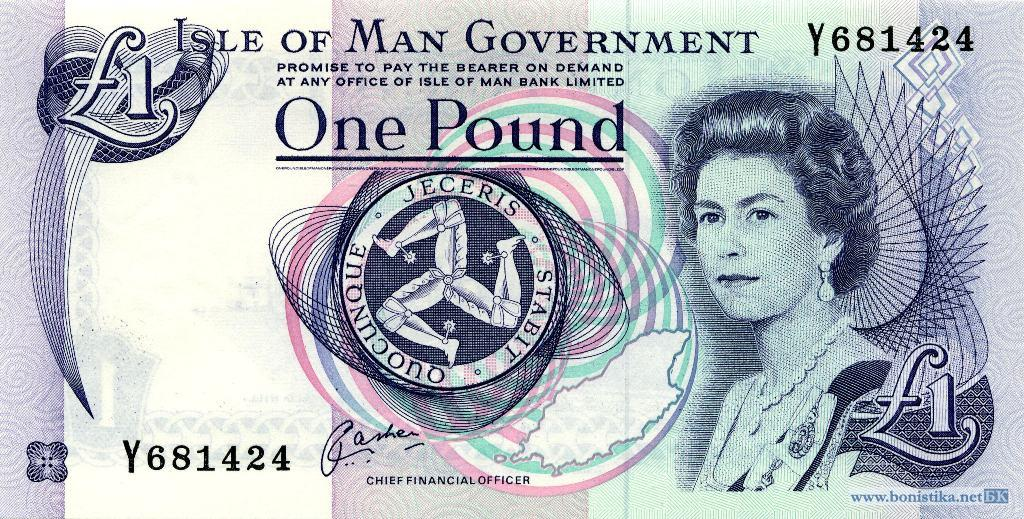 £1
ISLE OF MAN GOVERNMENT
Y681424
PROMISE TO PAY THE BEARER ON DEMAND
AT ANY OFFICE OF ISLE OF MAN BANK LIMITED
One Pound
QUOCUNQUE · JECERIS · STABIT ·
Y681424
CHIEF FINANCIAL OFFICER
£1
www.bonistika.net БК